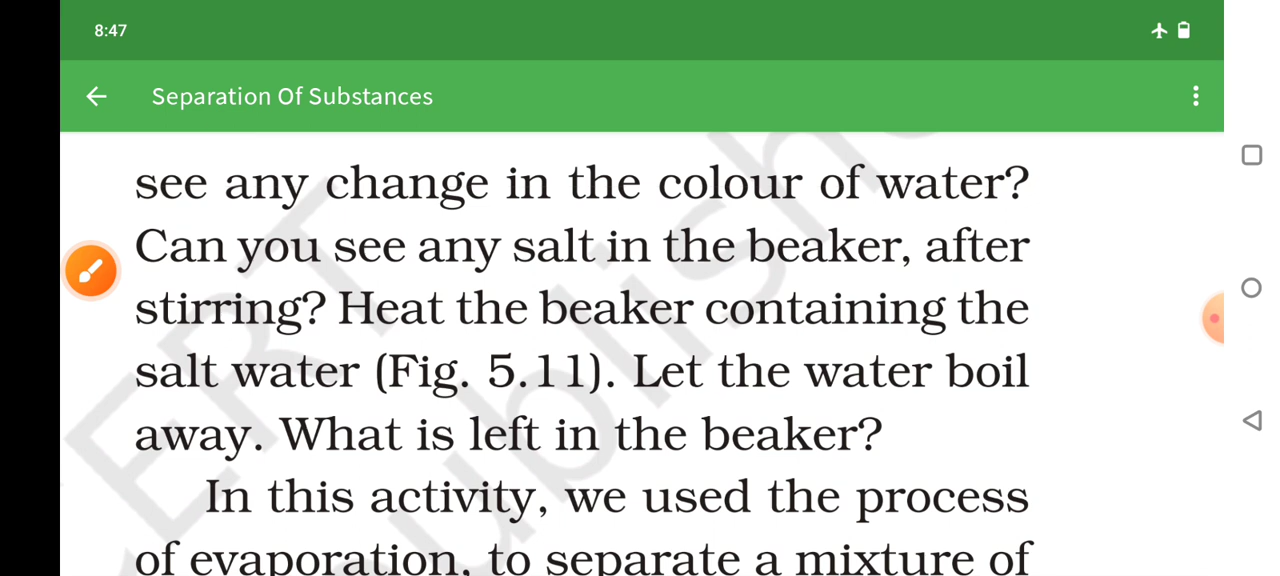 8:47
Separation Of Substances
see any change in the colour of water?
Can you see any salt in the beaker, after
stirring? Heat the beaker containing the
salt water (Fig. 5.11). Let the water boil
away. What is left in the beaker?
In this activity, we used the process
of evaporation, to separate a mixture of